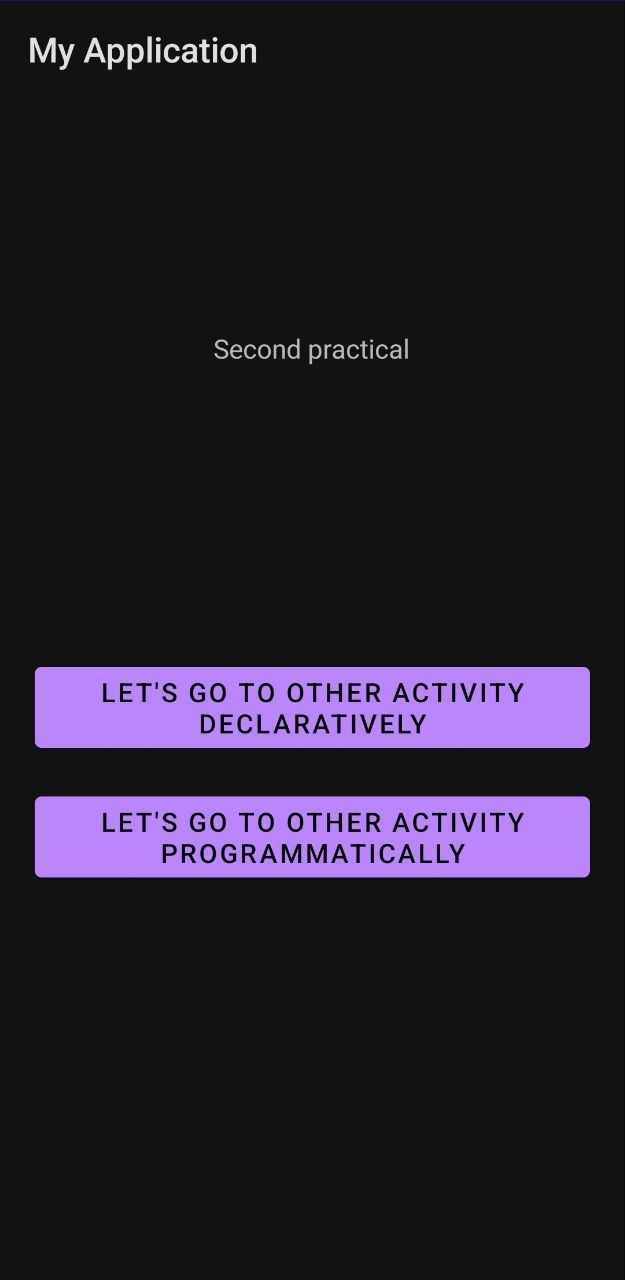 My Application
Second practical
LET'S GO TO OTHER ACTIVITY
DECLARATIVELY
LET'S GO TO OTHER ACTIVITY
PROGRAMMATICALLY